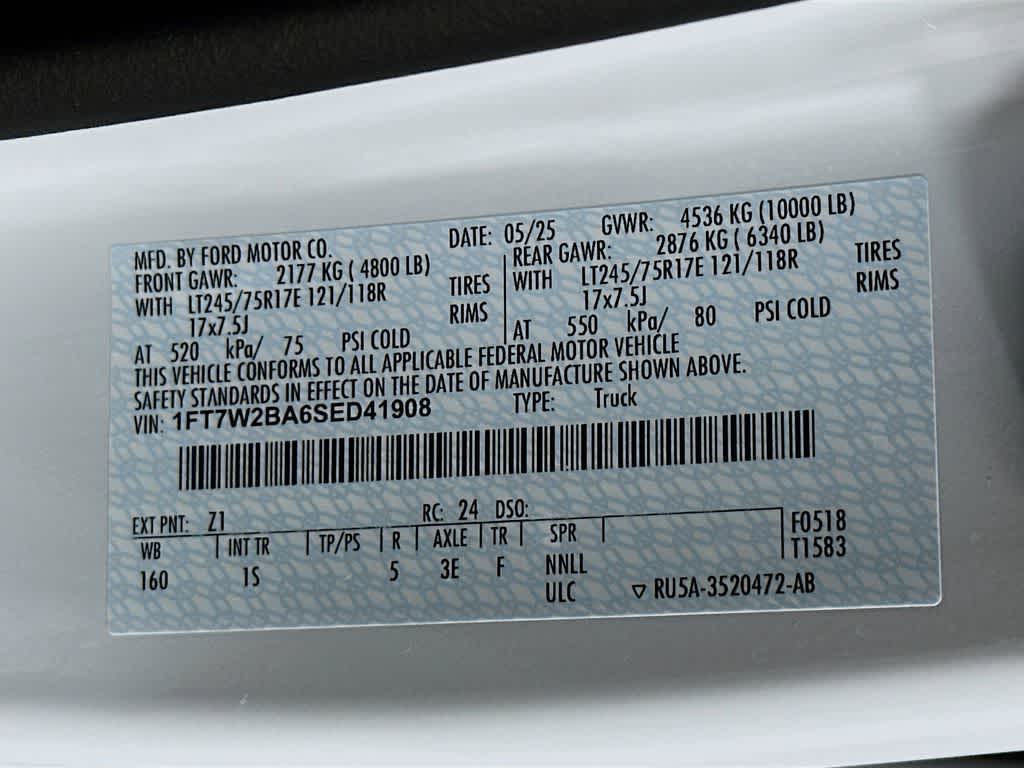 MFD. BY FORD MOTOR CO. DATE: 05/25 GVWR: 4536 KG (10000 LB)
FRONT GAWR: 2177 KG ( 4800 LB) REAR GAWR: 2876 KG ( 6340 LB)
WITH LT245/75R17E 121/118R TIRES WITH LT245/75R17E 121/118R TIRES
17x7.5J RIMS 17x7.5J RIMS
AT 520 kPa/ 75 PSI COLD AT 550 kPa/ 80 PSI COLD
THIS VEHICLE CONFORMS TO ALL APPLICABLE FEDERAL MOTOR VEHICLE
SAFETY STANDARDS IN EFFECT ON THE DATE OF MANUFACTURE SHOWN ABOVE.
VIN: 1FT7W2BA6SED41908 TYPE: Truck
EXT PNT: Z1 RC: 24 DSO:
WB INT TR TP/PS R AXLE TR SPR F0518
160 1S 5 3E F NNLL T1583
ULC RU5A-3520472-AB